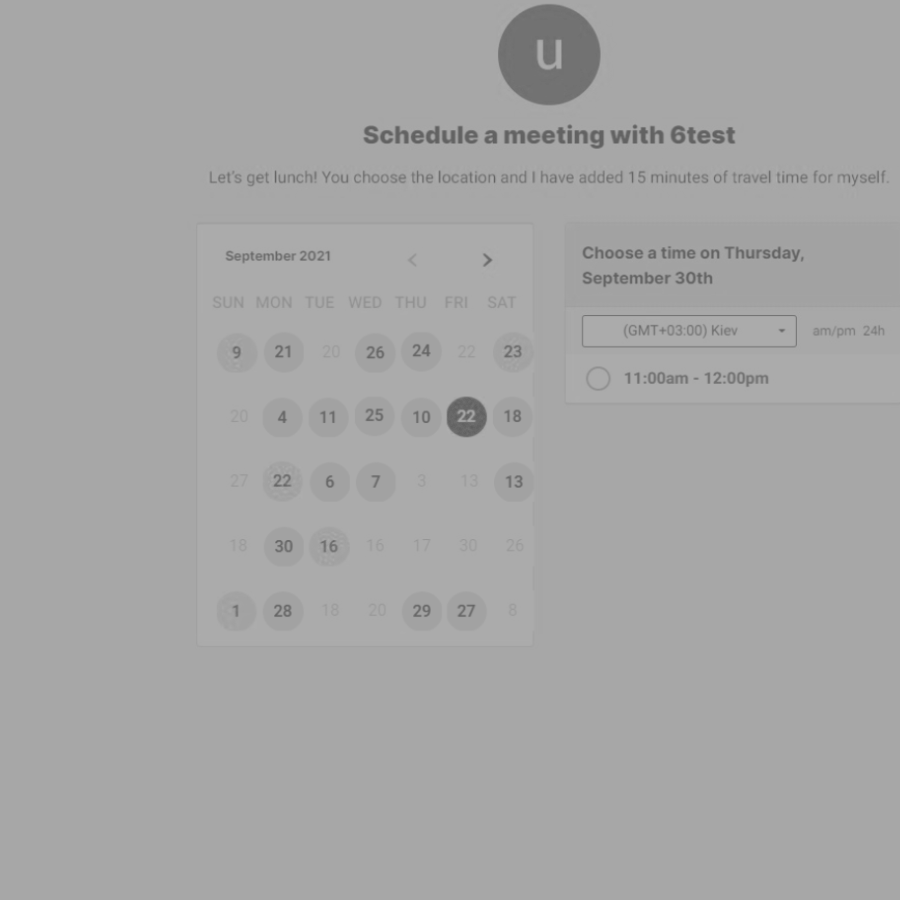 u
Schedule a meeting with 6test
Let's get lunch! You choose the location and I have added 15 minutes of travel time for myself.
September 2021
SUN MON TUE WED THU FRI SAT
9 21 20 26 24 22 23
20 4 11 25 10 22 18
27 22 6 7 3 13 13
18 30 16 16 17 30 26
1 28 18 20 29 27 8
Choose a time on Thursday,
September 30th
(GMT+03:00) Kiev am/pm 24h
11:00am - 12:00pm